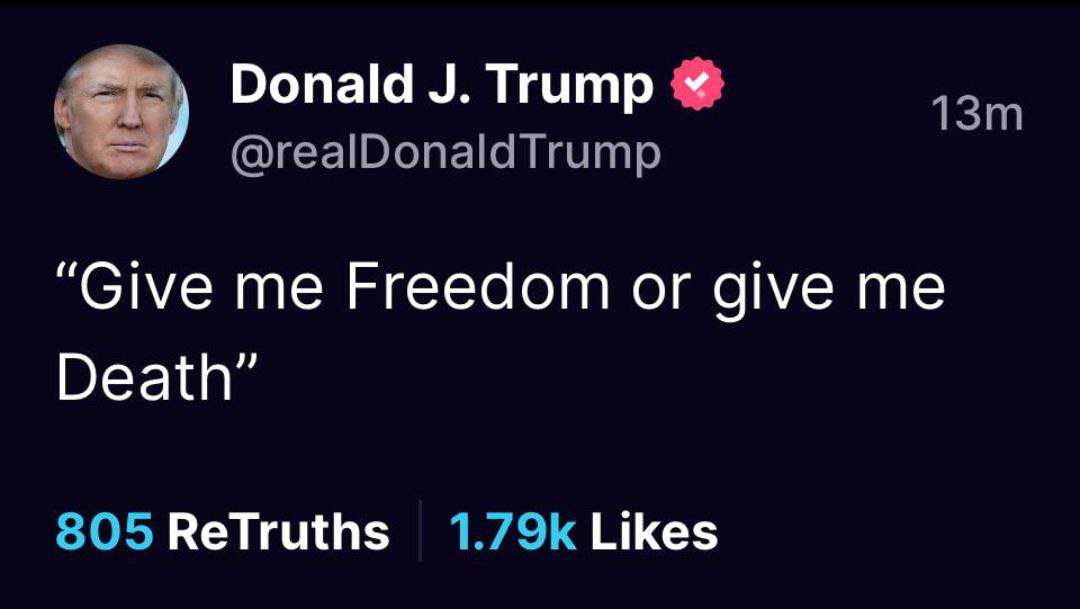 Donald J. Trump
13m
@realDonaldTrump
“Give me Freedom or give me
Death”
805 ReTruths | 1.79k Likes